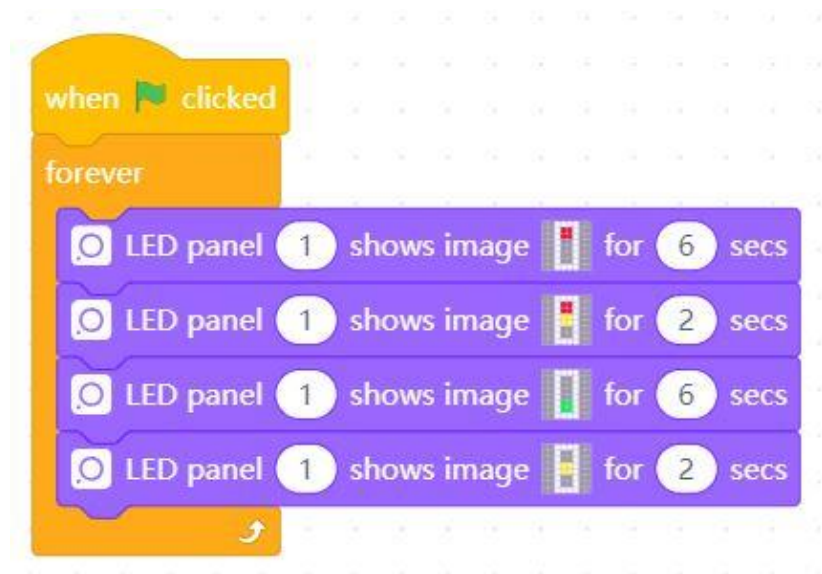 when clicked
forever
LED panel 1 shows image for 6 secs
LED panel 1 shows image for 2 secs
LED panel 1 shows image for 6 secs
LED panel 1 shows image for 2 secs